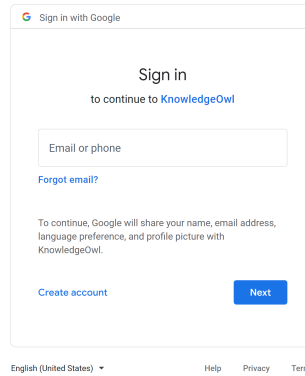 Sign in with Google
Sign in
to continue to KnowledgeOwl
Email or phone
Forgot email?
To continue, Google will share your name, email address,
language preference, and profile picture with
KnowledgeOwl.
Create account
Next
English (United States)
Help
Privacy